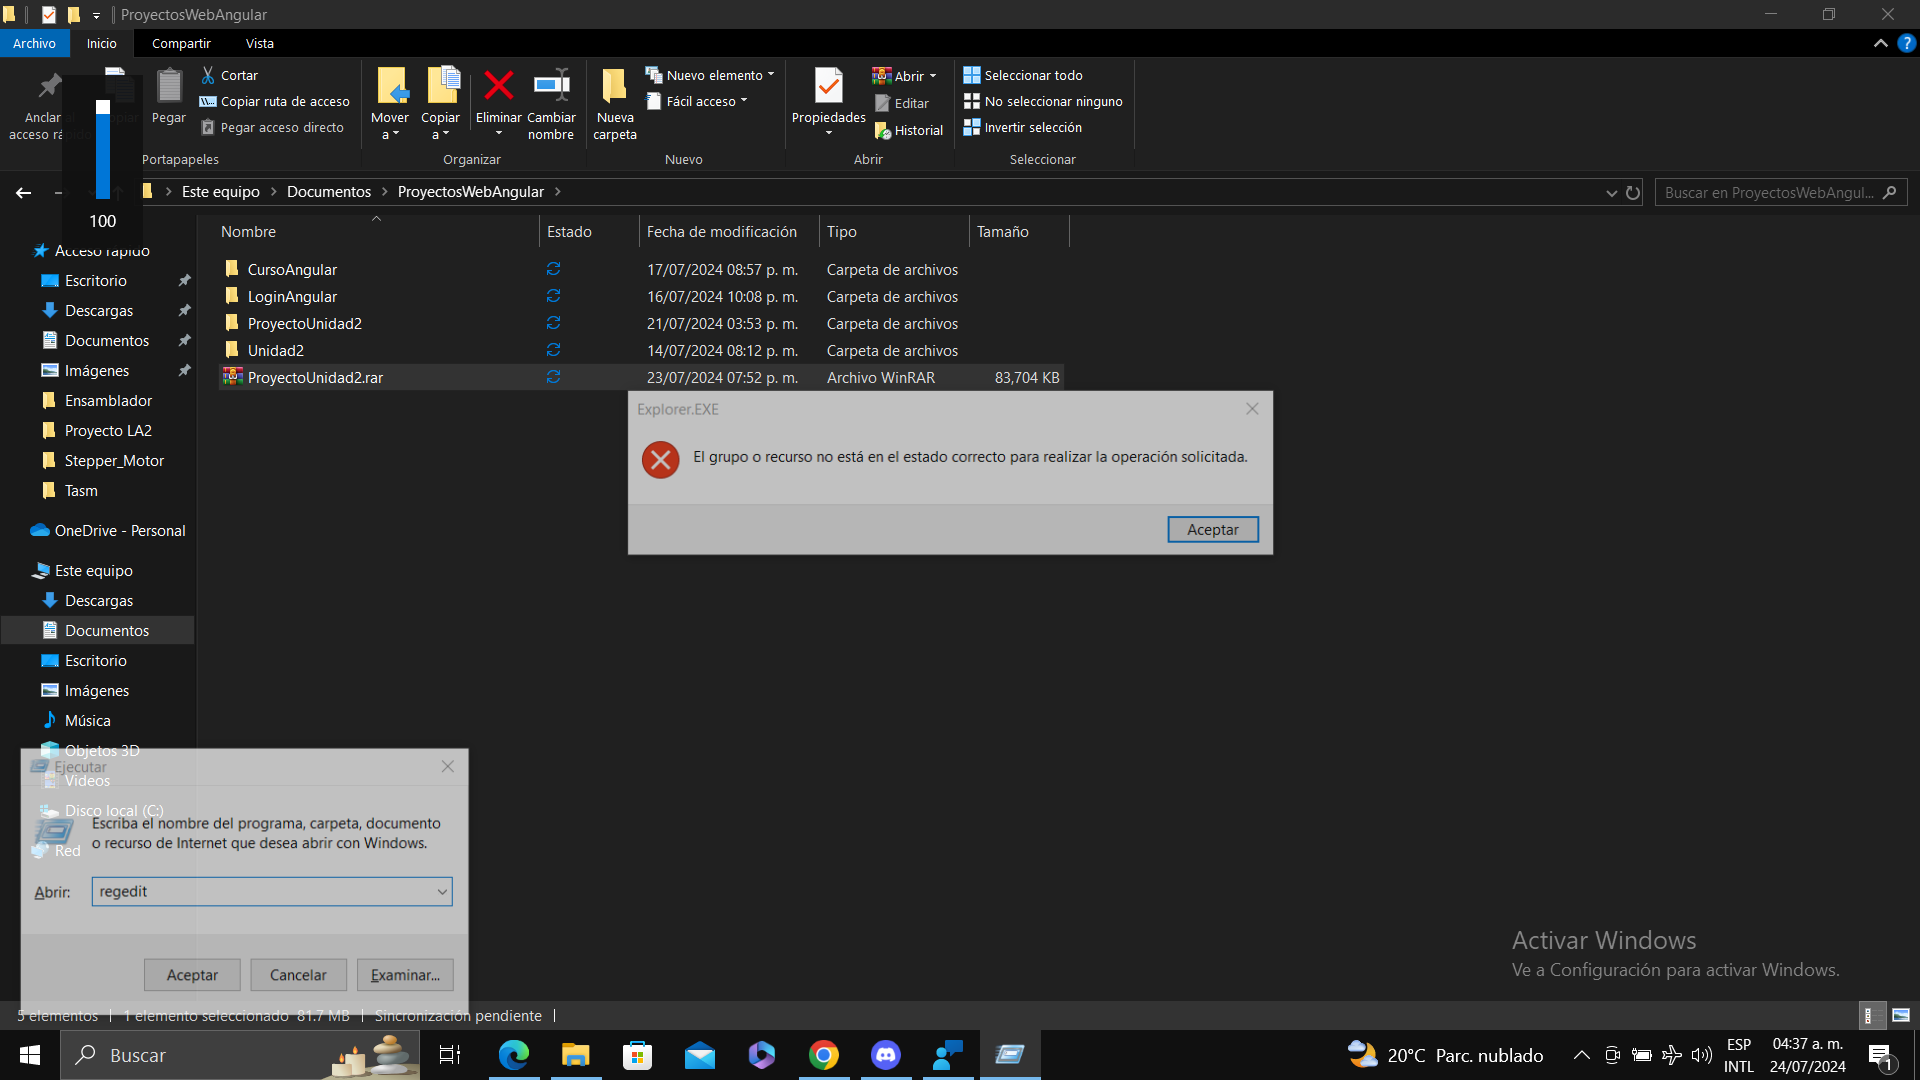 ProyectosWebAngular
Archivo
Inicio
Compartir
Vista
Anclar al
acceso rápido
Copiar
Pegar
Cortar
Copiar ruta de acceso
Pegar acceso directo
Portapapeles
Mover
a
Copiar
a
Eliminar
Cambiar
nombre
Organizar
Nueva
carpeta
Nuevo elemento
Fácil acceso
Nuevo
Propiedades
Abrir
Editar
Historial
Abrir
Seleccionar todo
No seleccionar ninguno
Invertir selección
Seleccionar
100
Este equipo > Documentos > ProyectosWebAngular >
Buscar en ProyectosWebAngul...
Nombre Estado Fecha de modificación Tipo Tamaño
CursoAngular 17/07/2024 08:57 p. m. Carpeta de archivos
LoginAngular 16/07/2024 10:08 p. m. Carpeta de archivos
ProyectoUnidad2 21/07/2024 03:53 p. m. Carpeta de archivos
Unidad2 14/07/2024 08:12 p. m. Carpeta de archivos
ProyectoUnidad2.rar 23/07/2024 07:52 p. m. Archivo WinRAR 83,704 KB
Acceso rápido
Escritorio
Descargas
Documentos
Imágenes
Ensamblador
Proyecto LA2
Stepper_Motor
Tasm
OneDrive - Personal
Este equipo
Descargas
Documentos
Escritorio
Imágenes
Música
Objetos 3D
Videos
Disco local (C:)
Red
Explorer.EXE
El grupo o recurso no está en el estado correcto para realizar la operación solicitada.
Aceptar
Ejecutar
Escriba el nombre del programa, carpeta, documento
o recurso de Internet que desea abrir con Windows.
Abrir: regedit
Aceptar
Cancelar
Examinar...
Activar Windows
Ve a Configuración para activar Windows.
5 elementos 1 elemento seleccionado 81.7 MB Sincronización pendiente
Buscar
20°C Parc. nublado
ESP
INTL
04:37 a. m.
24/07/2024
1